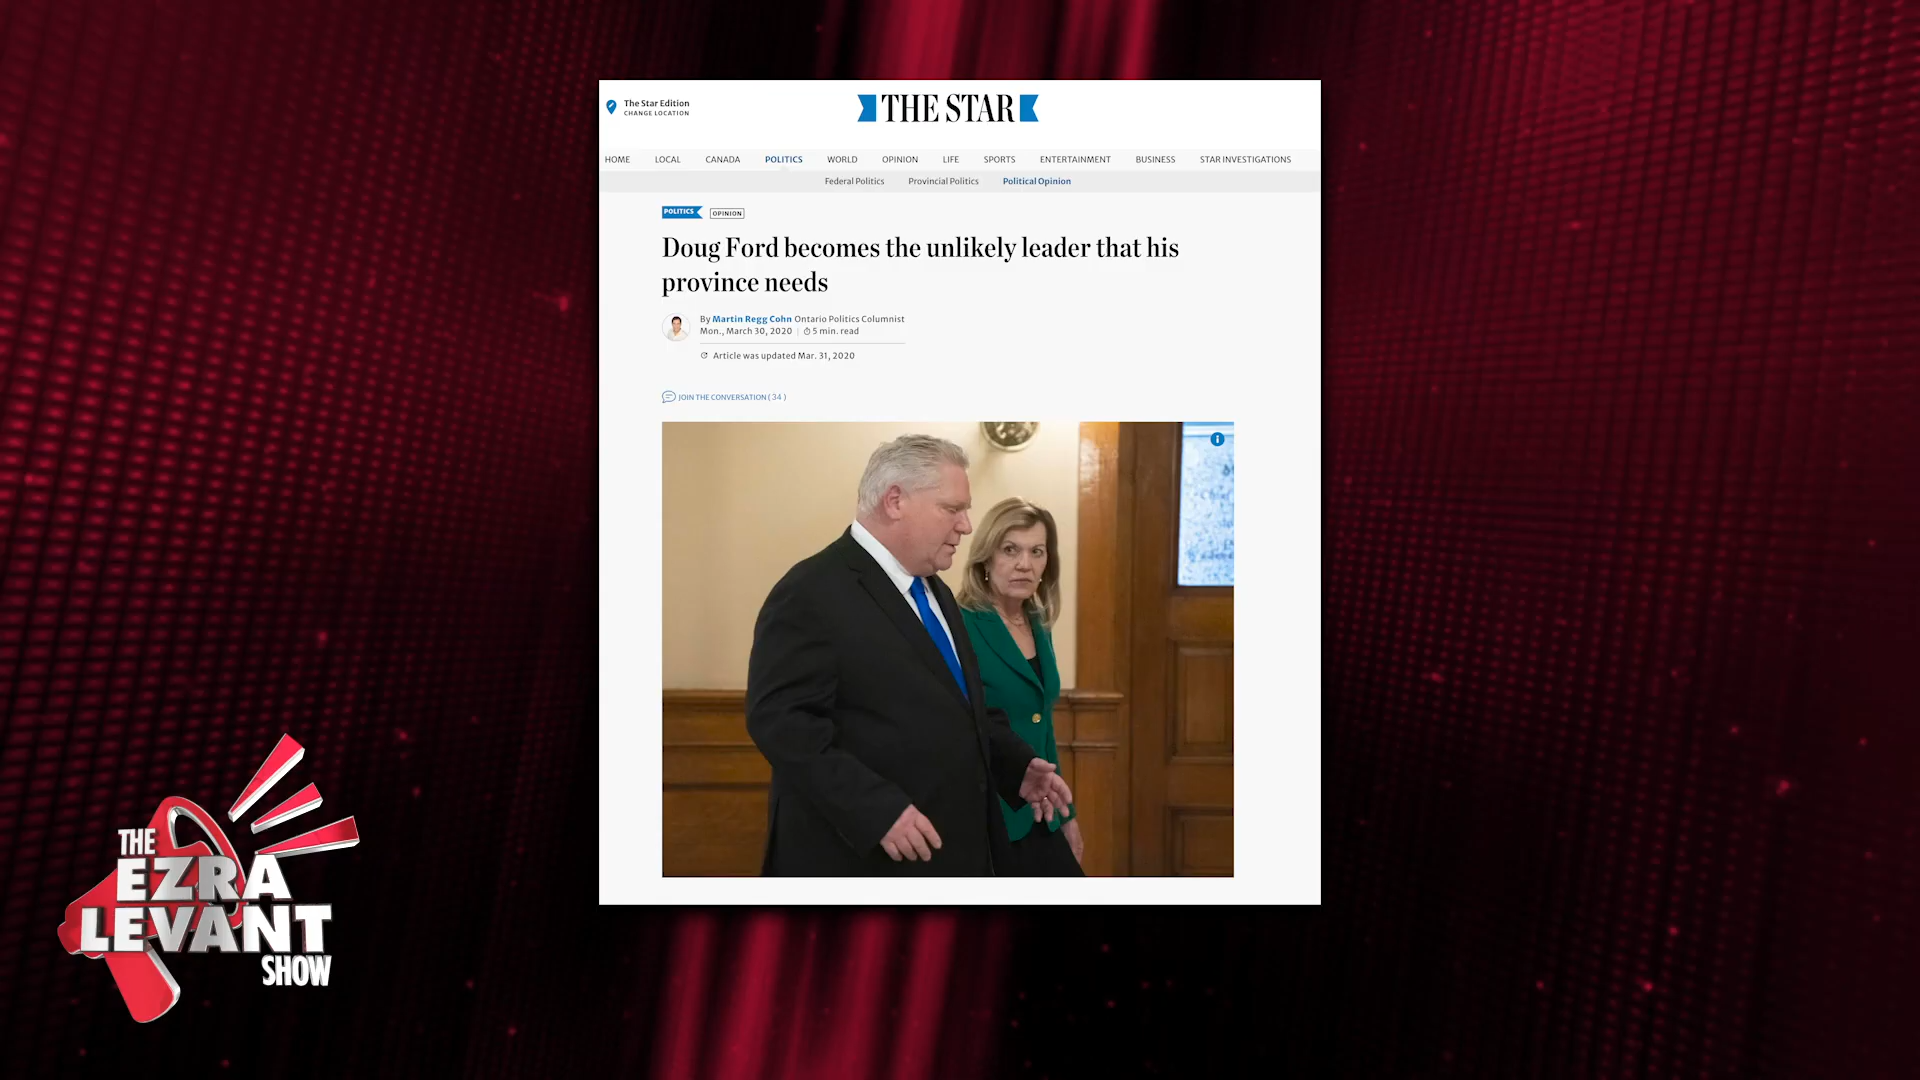 The Star Edition
CHANGE LOCATION
THE STAR
HOME LOCAL CANADA POLITICS WORLD OPINION LIFE SPORTS ENTERTAINMENT BUSINESS STAR INVESTIGATIONS
Federal Politics Provincial Politics Political Opinion
POLITICS OPINION
Doug Ford becomes the unlikely leader that his
province needs
By Martin Regg Cohn Ontario Politics Columnist
Mon., March 30, 2020 | 5 min. read
Article was updated Mar. 31, 2020
JOIN THE CONVERSATION ( 34 )
i
THE
EZRA
LEVANT
SHOW